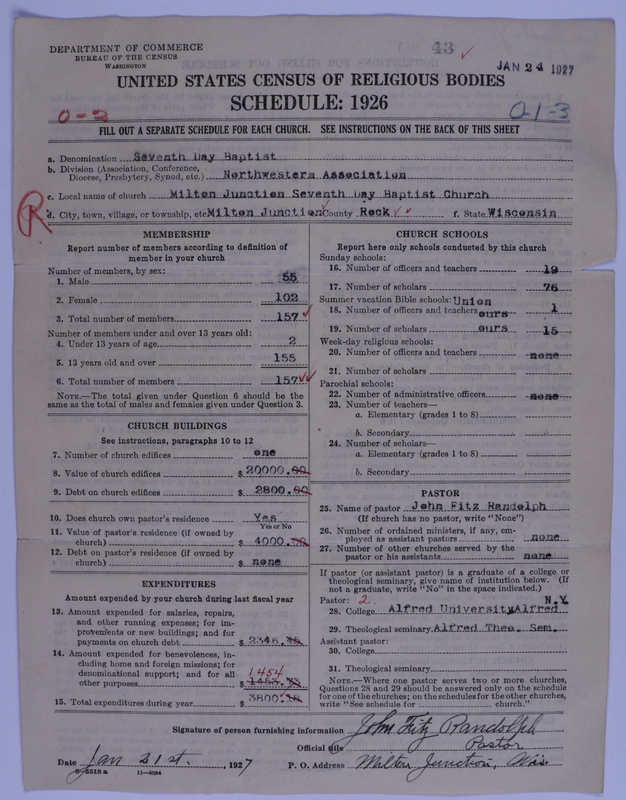 DEPARTMENT OF COMMERCE
BUREAU OF THE CENSUS
WASHINGTON
43
JAN 24 1927
UNITED STATES CENSUS OF RELIGIOUS BODIES
SCHEDULE: 1926
0-3
0-1-3
FILL OUT A SEPARATE SCHEDULE FOR EACH CHURCH. SEE INSTRUCTIONS ON THE BACK OF THIS SHEET
a. Denomination Seventh Day Baptist
b. Division (Association, Conference, Diocese, Presbytery, Synod, etc.) Northwestern Association
c. Local name of church Milton Junction Seventh Day Baptist Church
R
d. City, town, village, or township, etc Milton Junction County Rock f. State Wisconsin
MEMBERSHIP
Report number of members according to definition of
member in your church
Number of members, by sex:
1. Male 55
2. Female 102
3. Total number of members 157
Number of members under and over 13 years old:
4. Under 13 years of age 2
5. 13 years old and over 155
6. Total number of members 157
NOTE.—The total given under Question 6 should be
same as the total of males and females given under Question 3.
CHURCH BUILDINGS
See instructions, paragraphs 10 to 12
7. Number of church edifices one
8. Value of church edifices $ 20000.00
9. Debt on church edifices $ 2800.00
10. Does church own pastor's residence Yes
Yes or No
11. Value of pastor's residence (if owned by
church) $ 4000.00
12. Debt on pastor's residence (if owned by
church) $ none
EXPENDITURES
Amount expended by your church during last fiscal year
13. Amount expended for salaries, repairs,
and other running expenses; for im-
provements or new buildings; and for
payments on church debt $ 2346.
14. Amount expended for benevolences, in-
cluding home and foreign missions; for
denominational support; and for all
other purposes $ 1453.
1454
15. Total expenditures during year $ 3800.18
CHURCH SCHOOLS
Report here only schools conducted by this church
Sunday schools:
16. Number of officers and teachers 19
17. Number of scholars 76
Summer vacation Bible schools: Union
18. Number of officers and teachers ours 1
19. Number of scholars ours 15
Week-day religious schools:
20. Number of officers and teachers none
21. Number of scholars
Parochial schools:
22. Number of administrative officers none
23. Number of teachers—
a. Elementary (grades 1 to 8)
b. Secondary
24. Number of scholars—
a. Elementary (grades 1 to 8)
b. Secondary
PASTOR
25. Name of pastor John Fitz Randolph
(If church has no pastor, write "None")
26. Number of ordained ministers, if any, em-
ployed as assistant pastors none
27. Number of other churches served by the
pastor or his assistants none
If pastor (or assistant pastor) is a graduate of a college or
theological seminary, give name of institution below. (If
not a graduate, write "No" in the space indicated.)
Pastor: 2 N.Y.
28. College Alfred University, Alfred
29. Theological seminary Alfred Theo. Sem.
Assistant pastor:
30. College
31. Theological seminary
NOTE.—Where one pastor serves two or more churches,
Questions 28 and 29 should be answered only on the schedule
for one of the churches; on the schedules for the other churches,
write "See schedule for church."
Signature of person furnishing information John Fitz Randolph
Official title Pastor
Date Jan 21st., 1927 P. O. Address Milton Junction, Wis.
8-5318a 11-9034